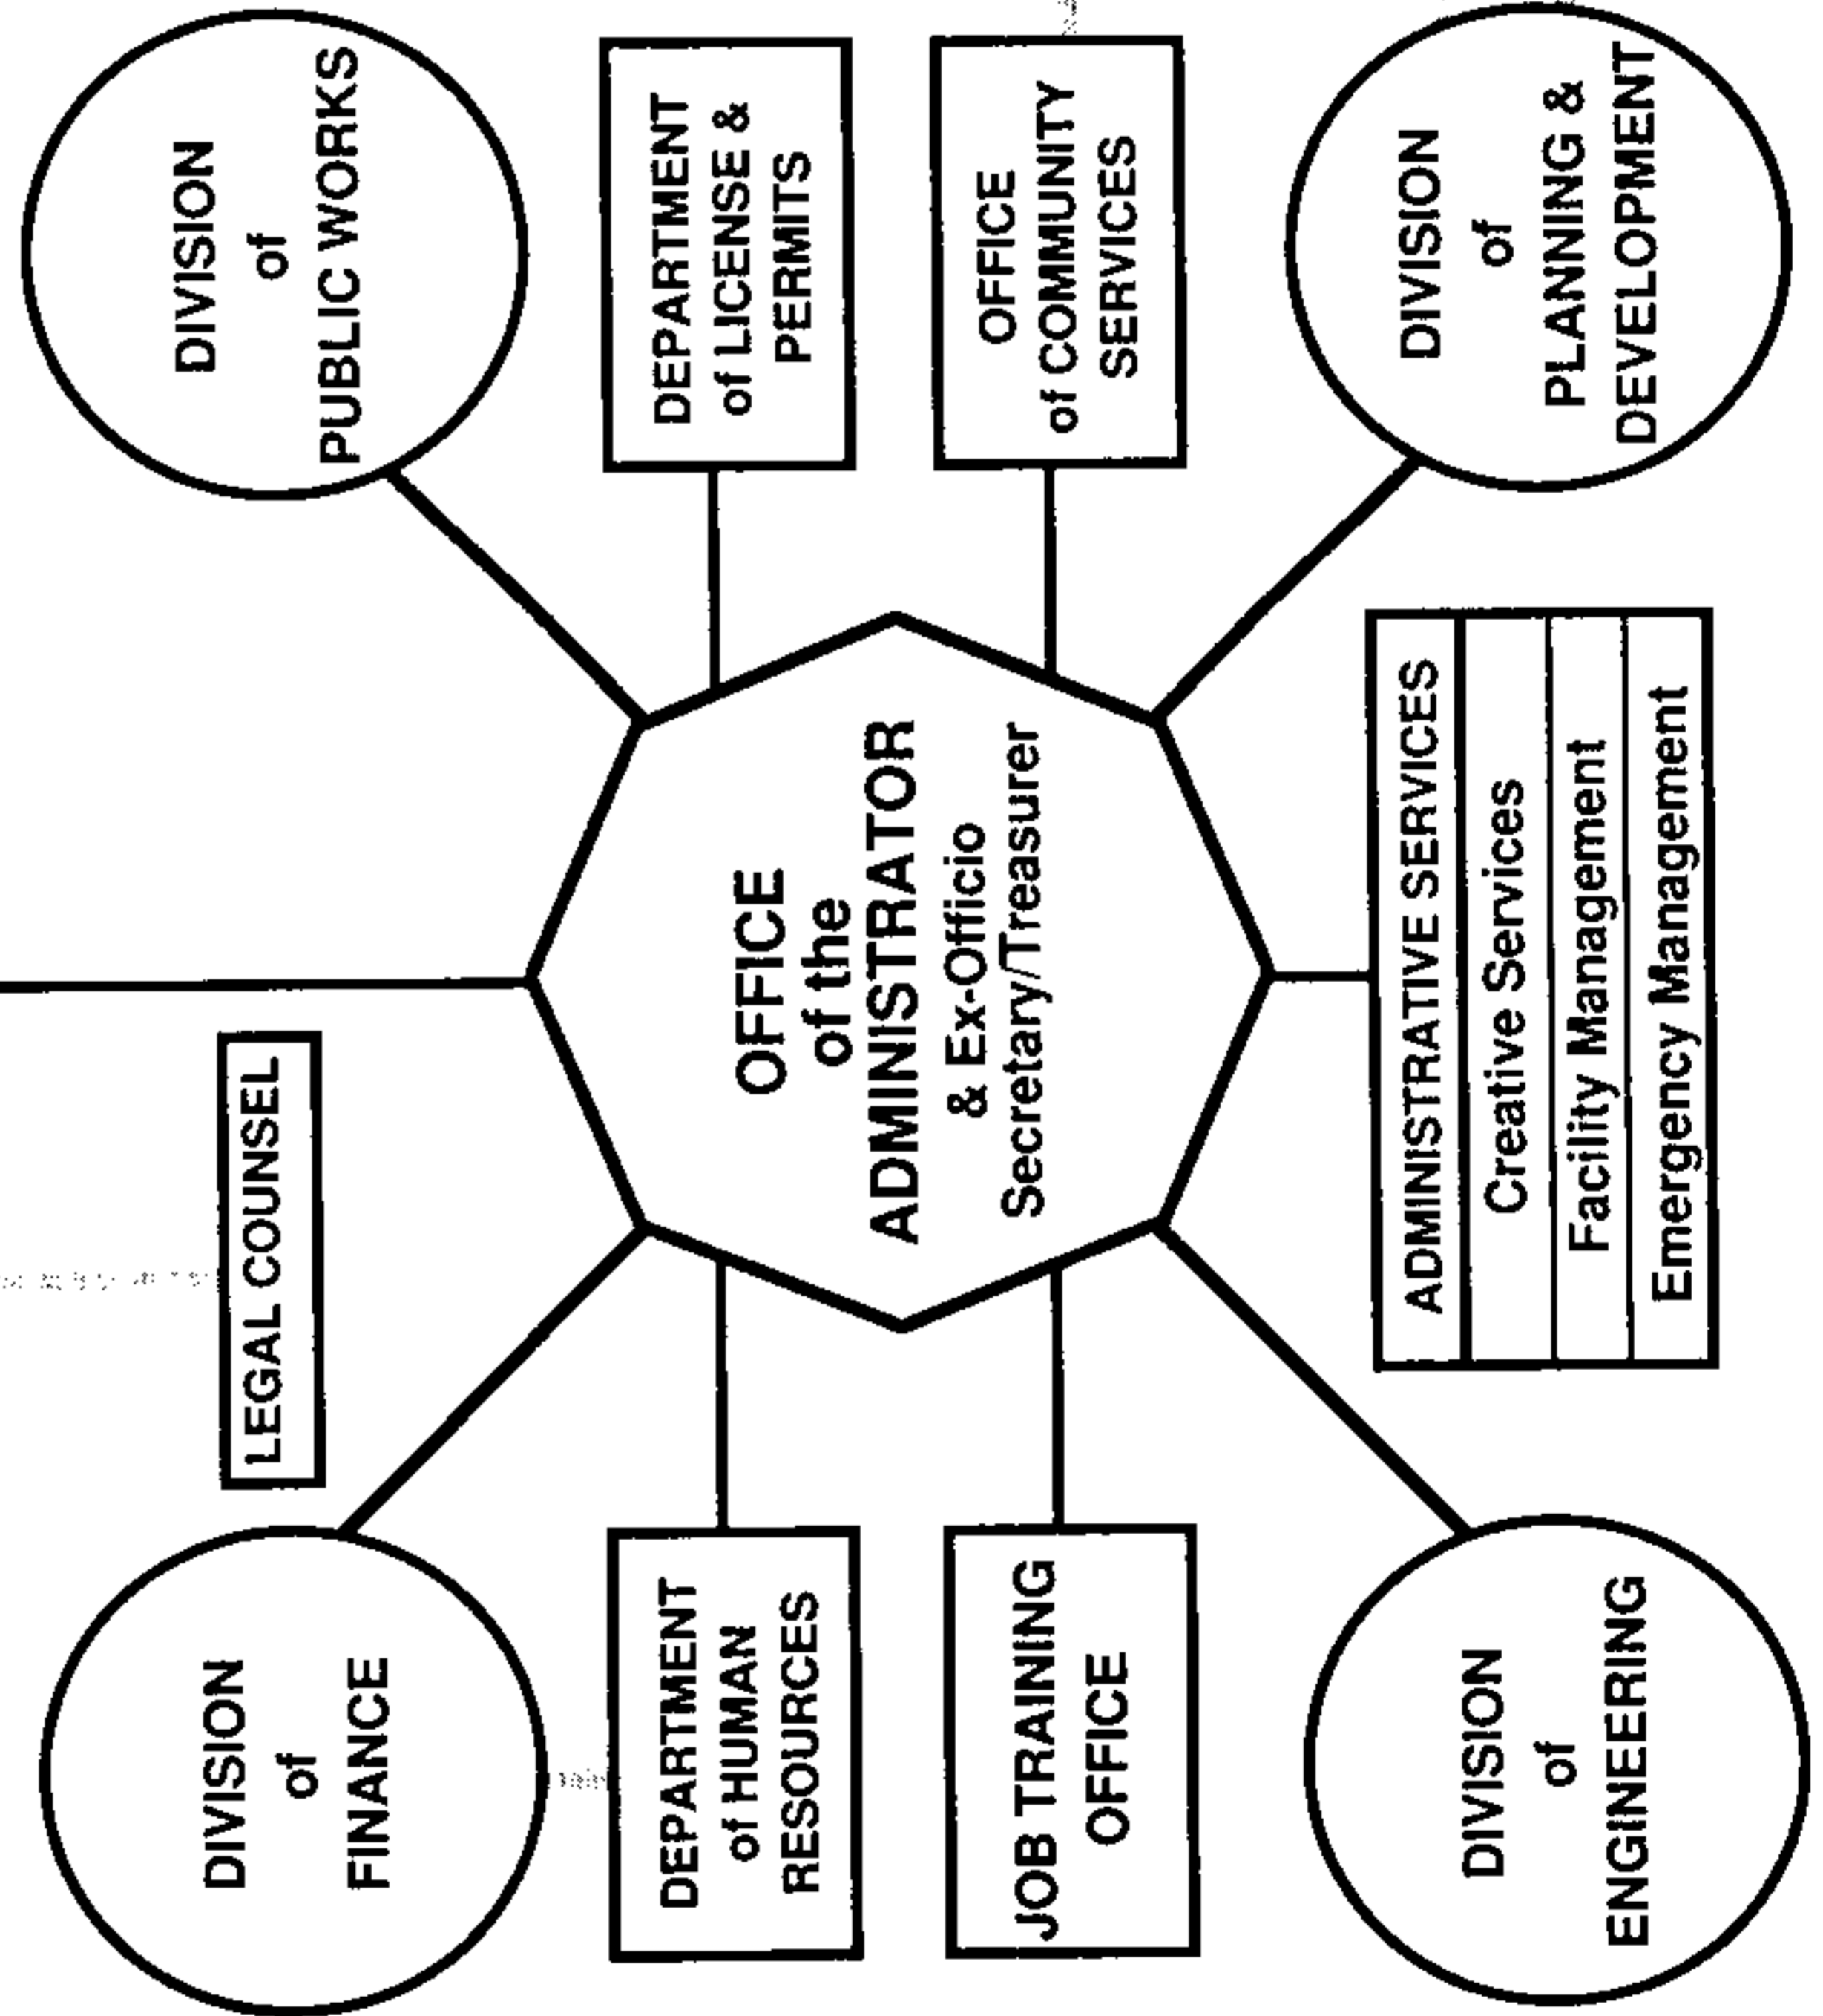 LEGAL COUNSEL
DIVISION
of
FINANCE
DIVISION
of
PUBLIC WORKS
DEPARTMENT
of HUMAN
RESOURCES
OFFICE
of the
ADMINISTRATOR
& Ex-Officio
Secretary/Treasurer
DEPARTMENT
of LICENSE &
PERMITS
JOB TRAINING
OFFICE
OFFICE
of COMMUNITY
SERVICES
DIVISION
of
ENGINEERING
ADMINISTRATIVE SERVICES
Creative Services
Facility Management
Emergency Management
DIVISION
of
PLANNING &
DEVELOPMENT